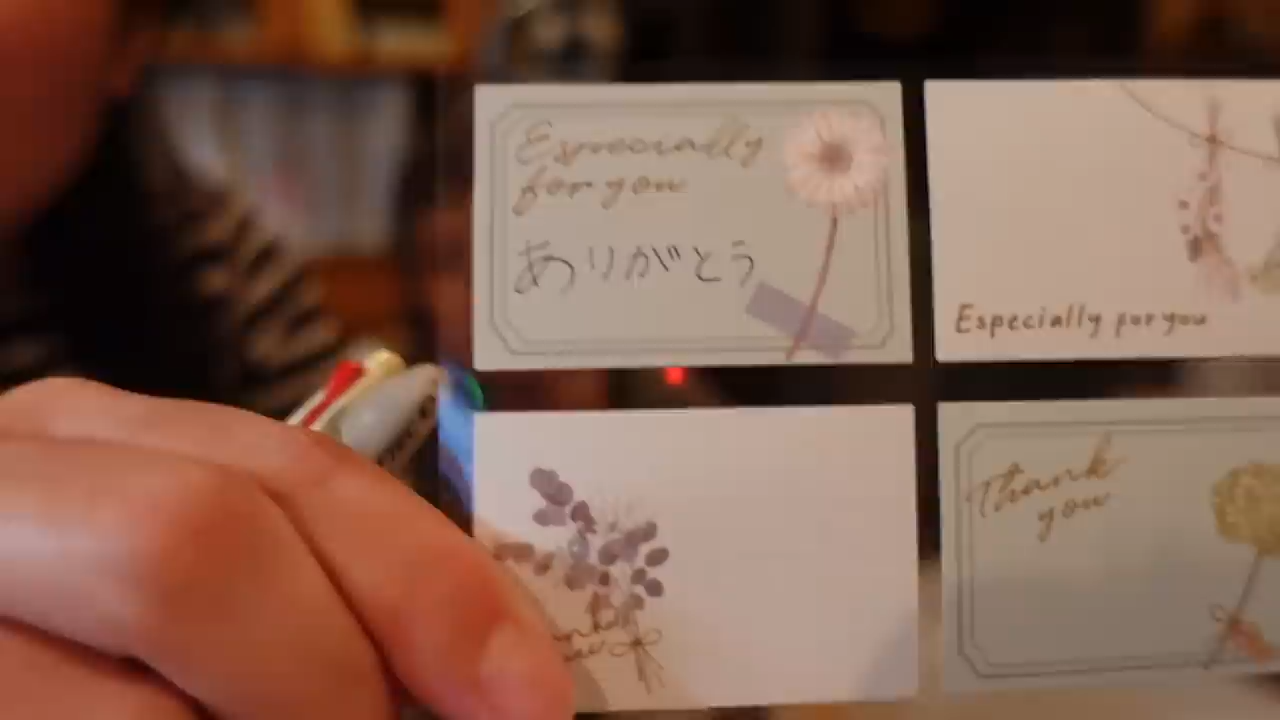 Especially
for you
ありがとう
Especially for you
Thank
you